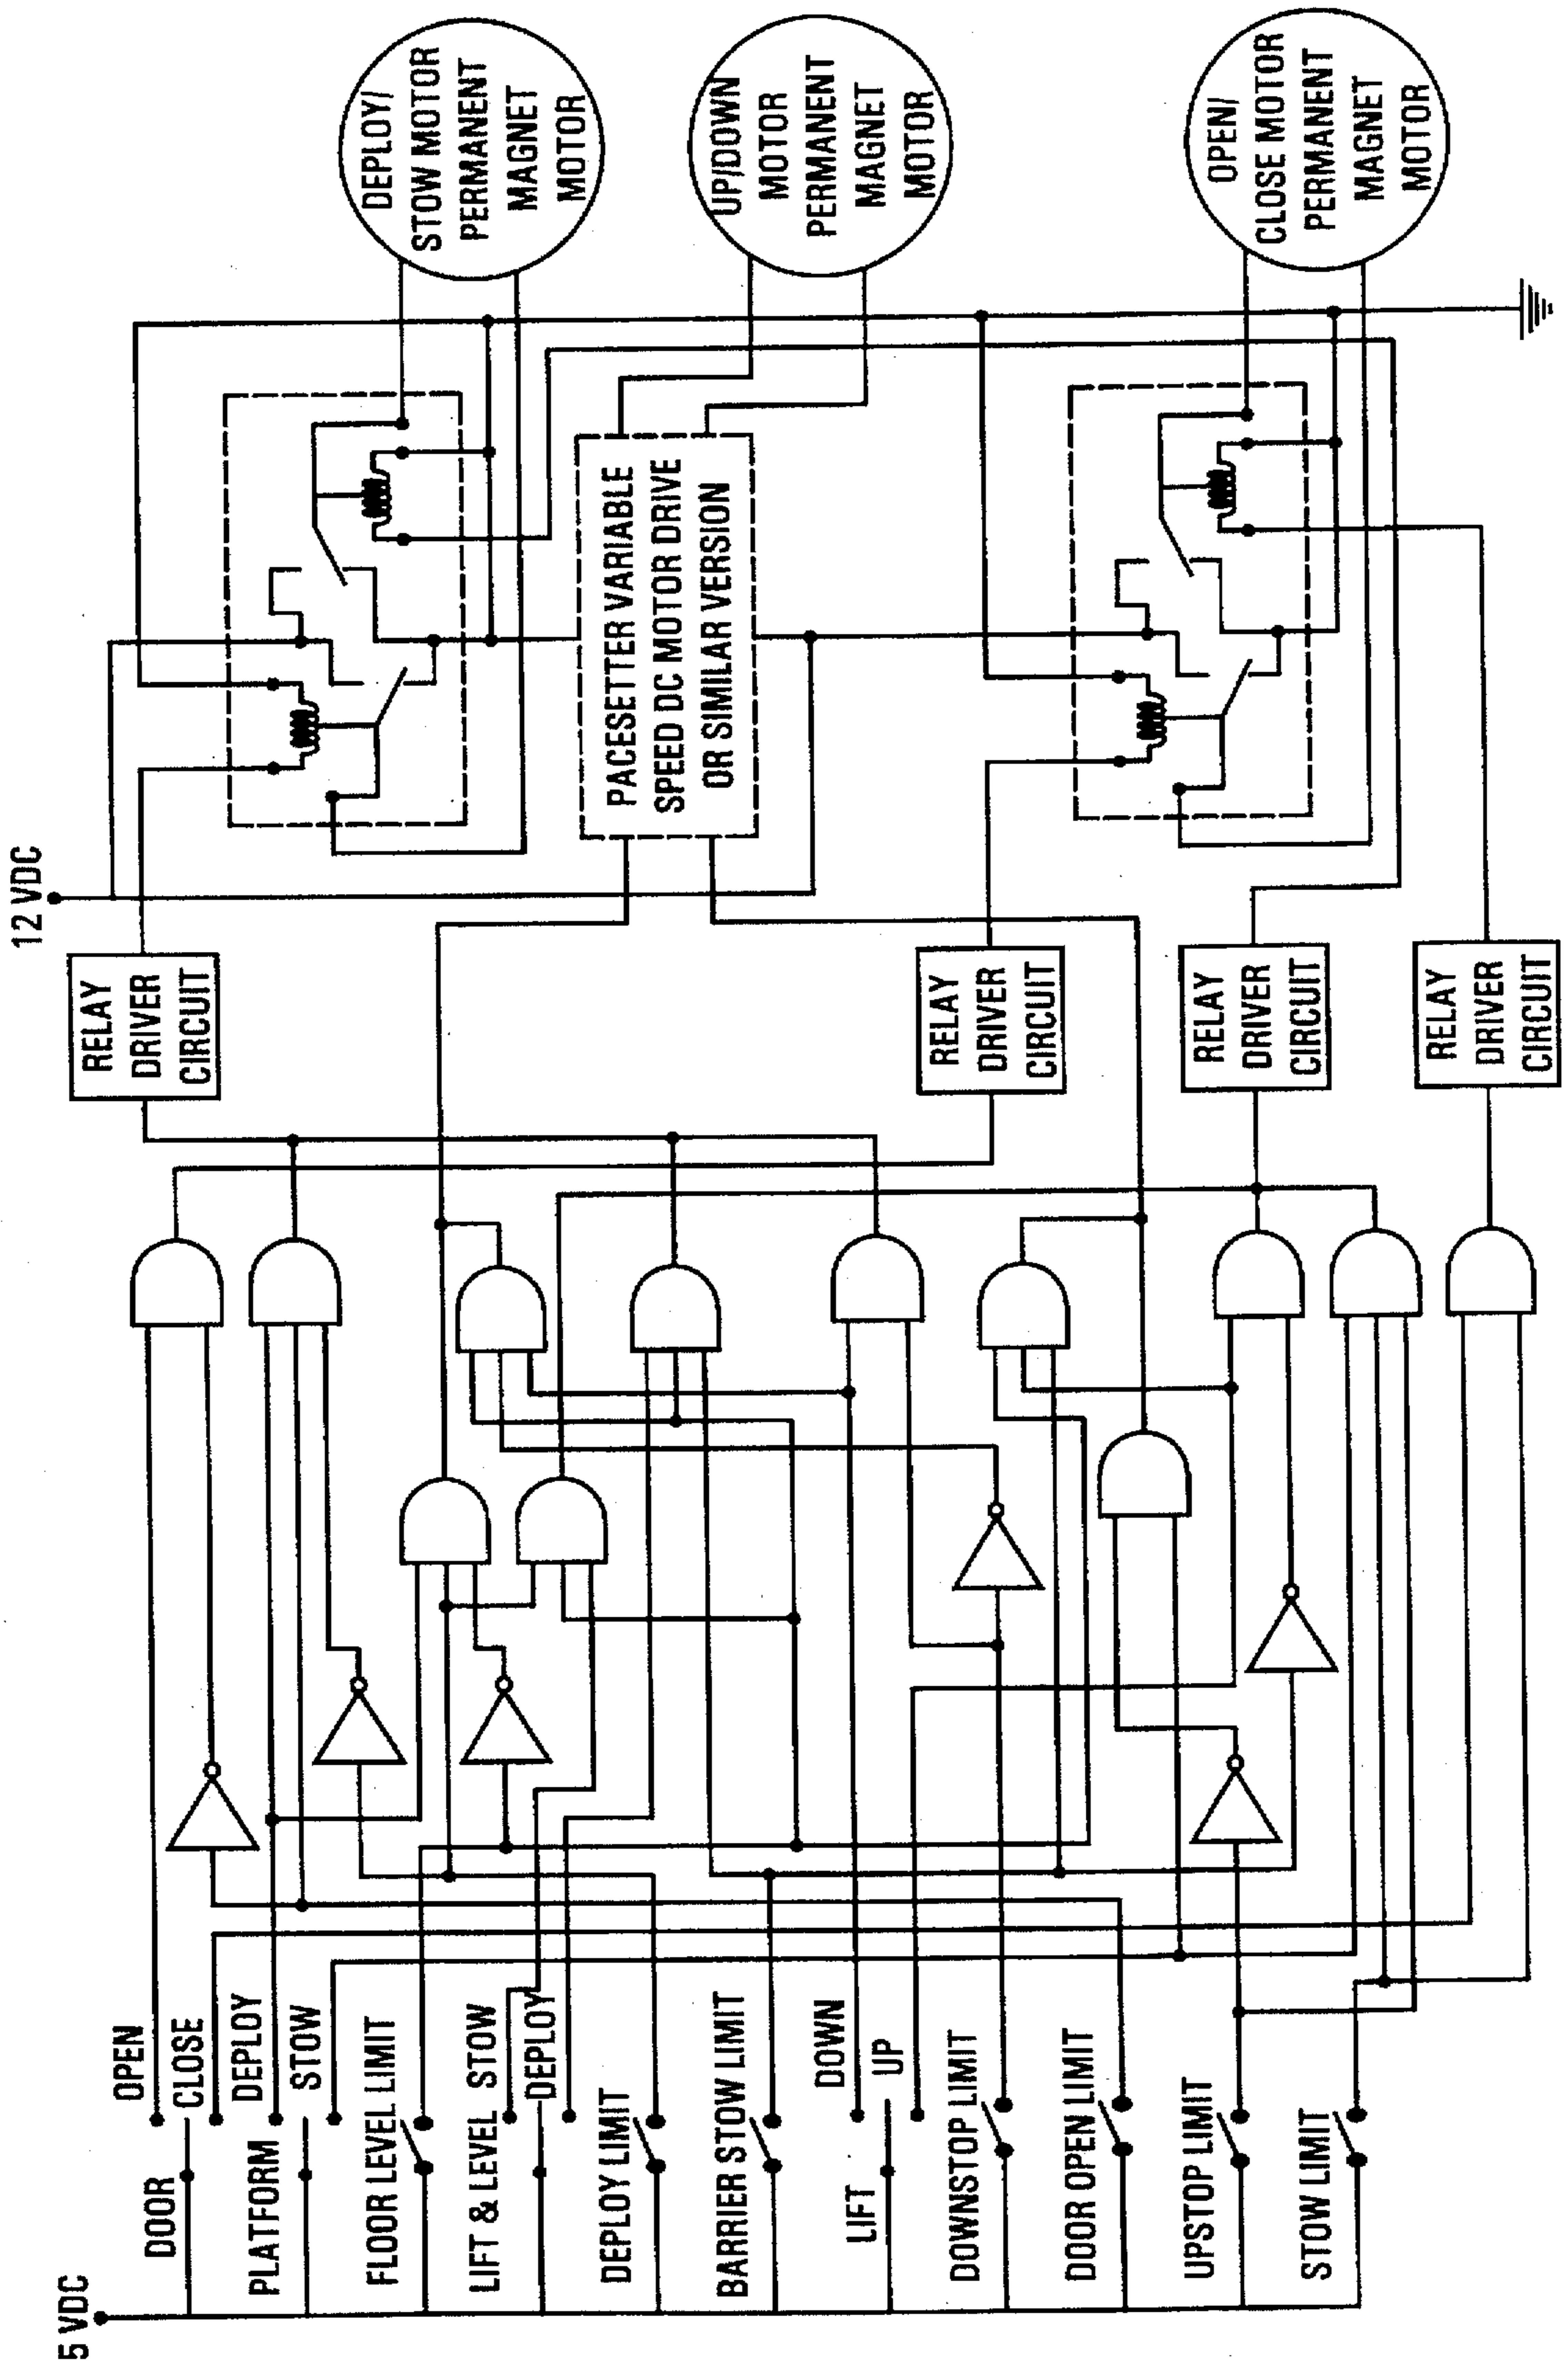 5 VDC
DOOR
OPEN
CLOSE
PLATFORM
DEPLOY
STOW
FLOOR LEVEL LIMIT
LIFT & LEVEL STOW
DEPLOY
DEPLOY LIMIT
BARRIER STOW LIMIT
LIFT
DOWN
UP
DOWNSTOP LIMIT
DOOR OPEN LIMIT
UPSTOP LIMIT
STOW LIMIT
RELAY
DRIVER
CIRCUIT
RELAY
DRIVER
CIRCUIT
RELAY
DRIVER
CIRCUIT
RELAY
DRIVER
CIRCUIT
12 VDC
PACESETTER VARIABLE
SPEED DC MOTOR DRIVE
OR SIMILAR VERSION
DEPLOY/
STOW MOTOR
PERMANENT
MAGNET
MOTOR
UP/DOWN
MOTOR
PERMANENT
MAGNET
MOTOR
OPEN/
CLOSE MOTOR
PERMANENT
MAGNET
MOTOR